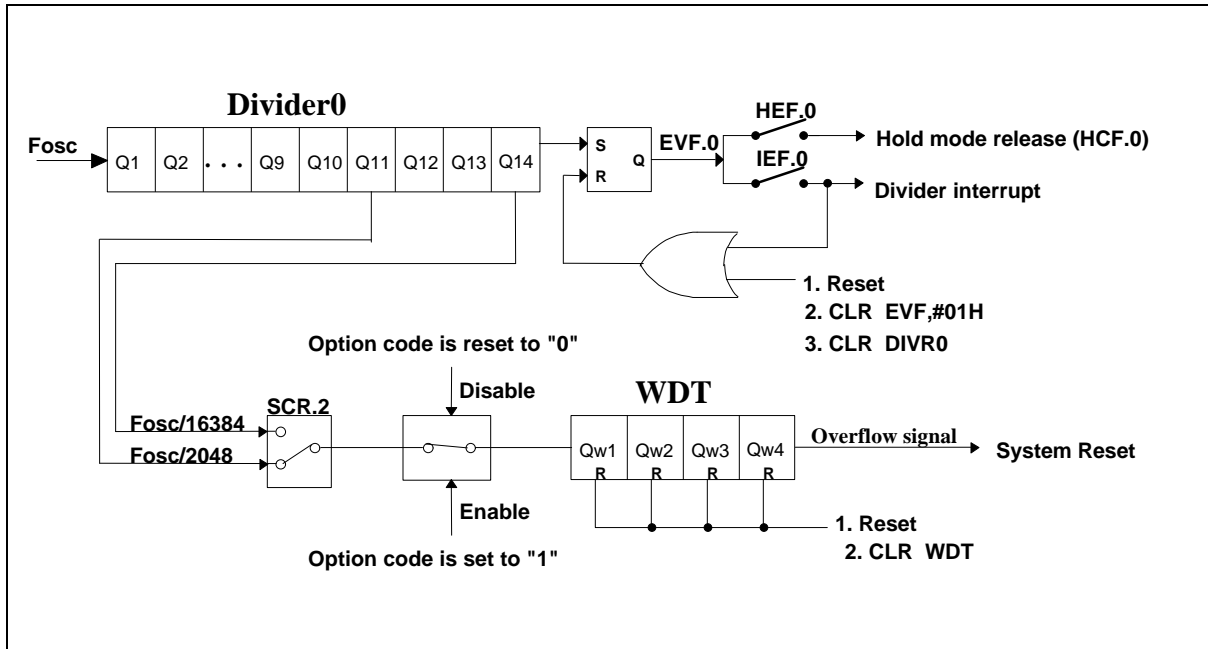 Divider0
HEF.0
Fosc
Q1 Q2 . . . Q9 Q10 Q11 Q12 Q13 Q14
S
R
Q
EVF.0
Hold mode release (HCF.0)
IEF.0
Divider interrupt
1. Reset
2. CLR EVF,#01H
3. CLR DIVR0
Option code is reset to "0"
Disable
WDT
SCR.2
Fosc/16384
Fosc/2048
Qw1 Qw2 Qw3 Qw4
R R R R
Overflow signal
System Reset
Enable
Option code is set to "1"
1. Reset
2. CLR WDT